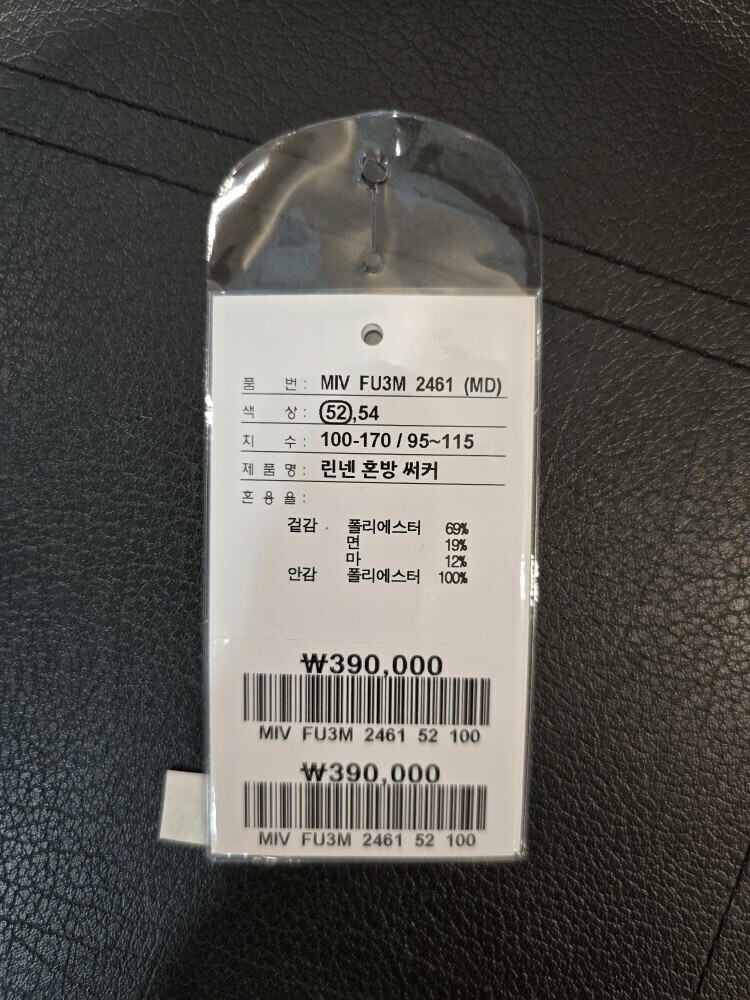 품 번 : MIV FU3M 2461 (MD)
색 상 : 52,54
치 수 : 100-170 / 95~115
제 품 명 : 린넨 혼방 써커
혼 용 율 :
겉감 폴리에스터 69%
면 19%
마 12%
안감 폴리에스터 100%
₩390,000
MIV FU3M 2461 52 100
₩390,000
MIV FU3M 2461 52 100